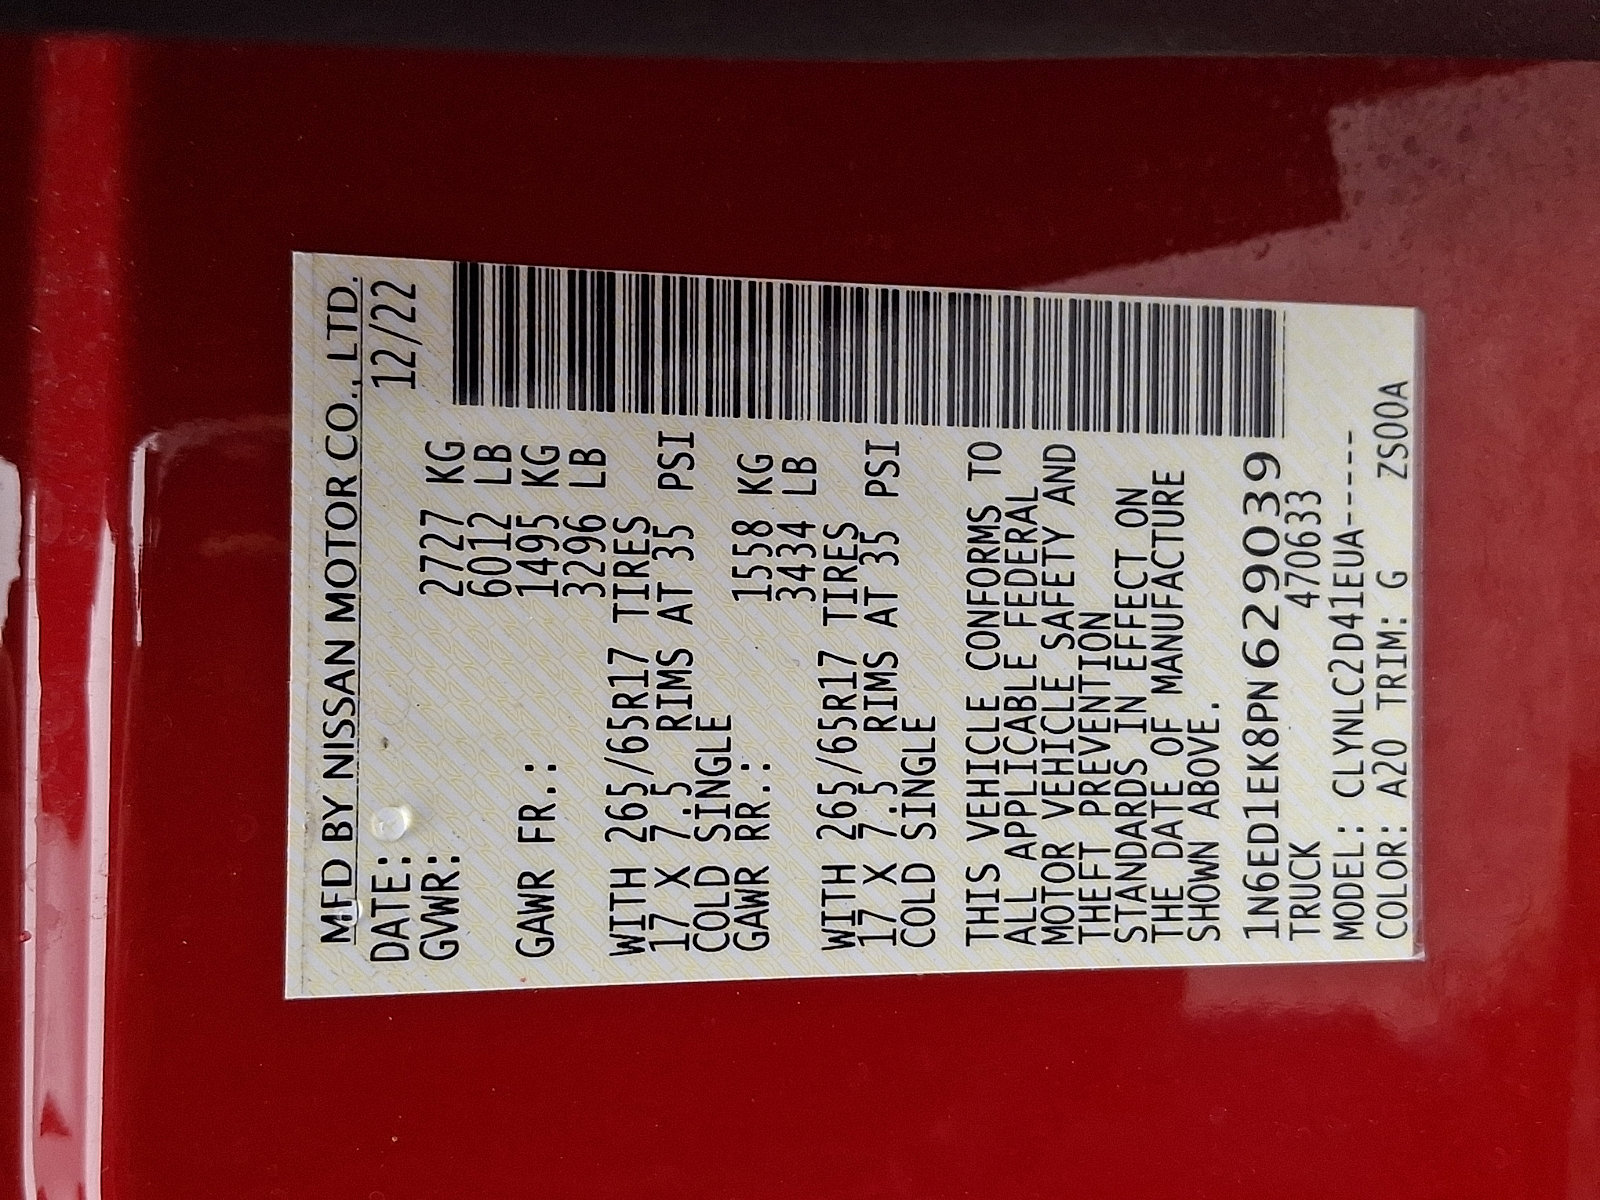 MFD BY NISSAN MOTOR CO., LTD.
DATE: 12/22
GVWR: 2727 KG
6012 LB
GAWR FR.: 1495 KG
3296 LB
WITH 265/65R17 TIRES
17 X 7.5 RIMS AT 35 PSI
COLD SINGLE
GAWR RR.: 1558 KG
3434 LB
WITH 265/65R17 TIRES
17 X 7.5 RIMS AT 35 PSI
COLD SINGLE
THIS VEHICLE CONFORMS TO
ALL APPLICABLE FEDERAL
MOTOR VEHICLE SAFETY AND
THEFT PREVENTION
STANDARDS IN EFFECT ON
THE DATE OF MANUFACTURE
SHOWN ABOVE.
1N6ED1EK8PN629039
TRUCK 470633
MODEL: CLYNLC2D41EUA-----
COLOR: A20 TRIM: G ZS00A